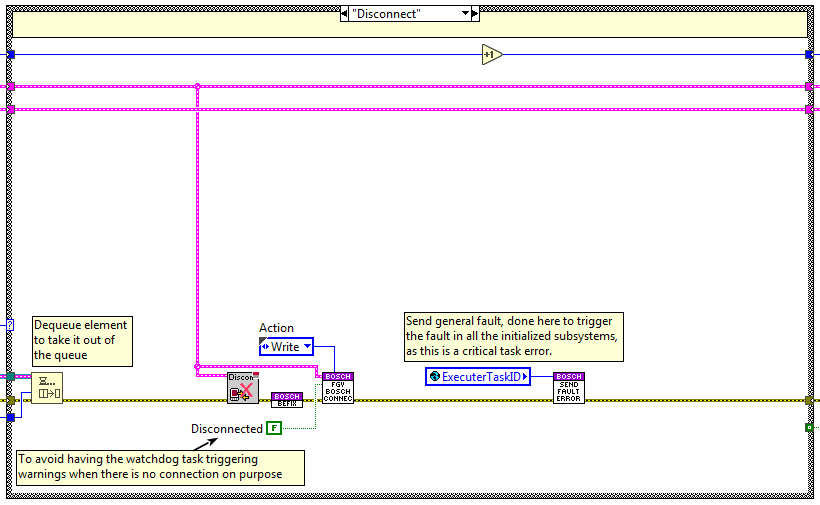 "Disconnect"
+1
?
Dequeue element
to take it out of
the queue
Action
Write
Send general fault, done here to trigger
the fault in all the initialized subsystems,
as this is a critical task error.
Discon
BOSCH
BEFIX
BOSCH
FGV
BOSCH
CONNEC
ExecuterTaskID
BOSCH
SEND
FAULT
ERROR
Disconnected
F
To avoid having the watchdog task triggering
warnings when there is no connection on purpose